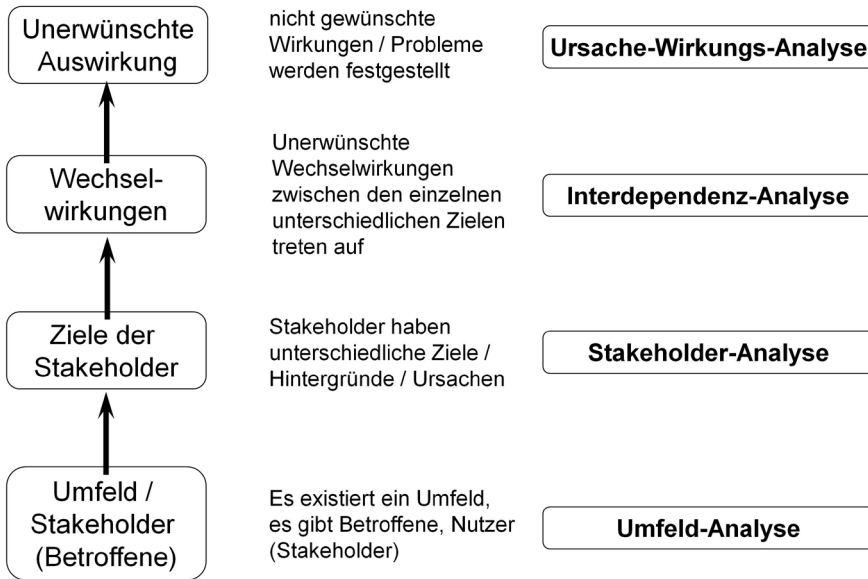 Unerwünschte
Auswirkung
nicht gewünschte
Wirkungen / Probleme
werden festgestellt
Ursache-Wirkungs-Analyse
Wechsel-
wirkungen
Unerwünschte
Wechselwirkungen
zwischen den einzelnen
unterschiedlichen Zielen
treten auf
Interdependenz-Analyse
Ziele der
Stakeholder
Stakeholder haben
unterschiedliche Ziele /
Hintergründe / Ursachen
Stakeholder-Analyse
Umfeld /
Stakeholder
(Betroffene)
Es existiert ein Umfeld,
es gibt Betroffene, Nutzer
(Stakeholder)
Umfeld-Analyse